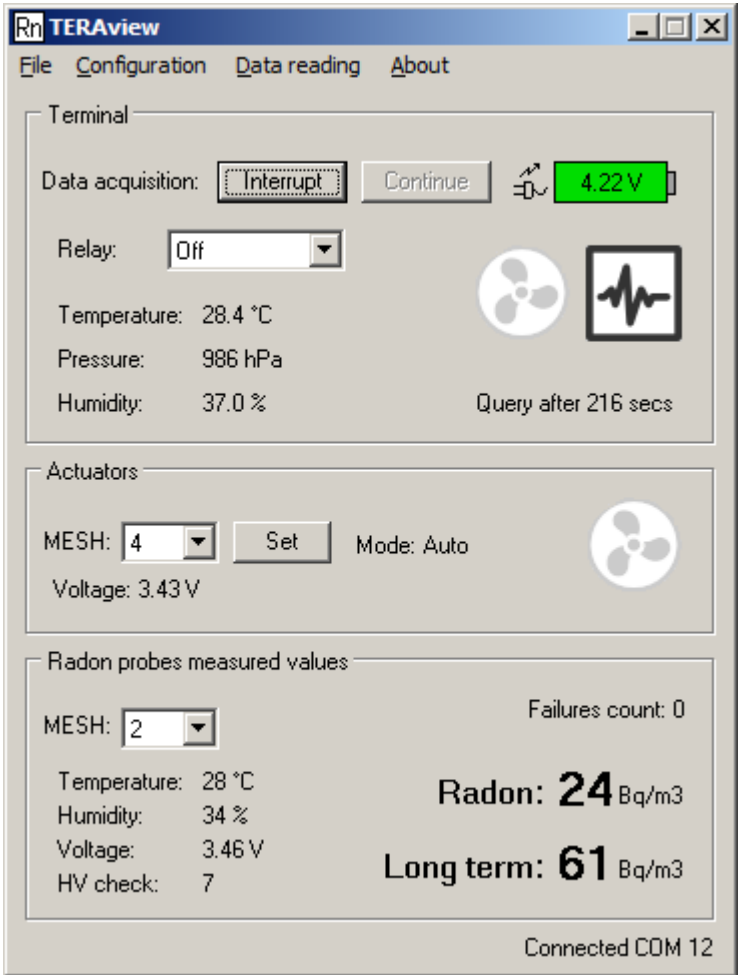 Rn TERAview
File Configuration Data reading About
Terminal
Data acquisition: Interrupt Continue 4.22 V
Relay: Off
Temperature: 28.4 °C
Pressure: 986 hPa
Humidity: 37.0 %
Query after 216 secs
Actuators
MESH: 4 Set Mode: Auto
Voltage: 3.43 V
Radon probes measured values
Failures count: 0
MESH: 2
Temperature: 28 °C
Humidity: 34 %
Voltage: 3.46 V
HV check: 7
Radon: 24 Bq/m3
Long term: 61 Bq/m3
Connected COM 12